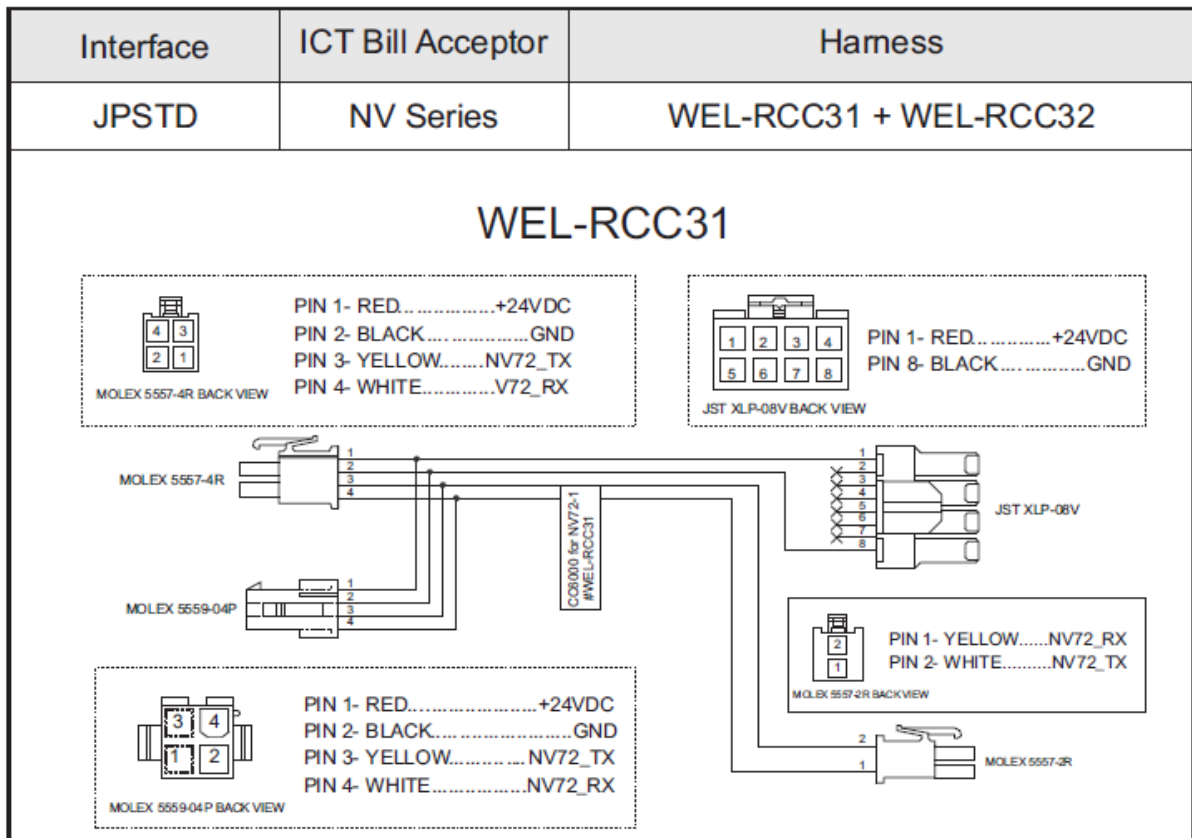 Interface
ICT Bill Acceptor
Harness
JPSTD
NV Series
WEL-RCC31 + WEL-RCC32
WEL-RCC31
4 3
2 1
MOLEX 5557-4R BACK VIEW
PIN 1- RED..................+24VDC
PIN 2- BLACK...................GND
PIN 3- YELLOW........NV72_TX
PIN 4- WHITE.............V72_RX
1 2 3 4
5 6 7 8
JST XLP-08V BACK VIEW
PIN 1- RED...............+24VDC
PIN 8- BLACK................GND
MOLEX 5557-4R
1
2
3
4
MOLEX 5559-04P
1
2
3
4
CC6000 for NV72-1
#WEL-RCC31
1
2
3
4
5
6
7
8
JST XLP-08V
2
1
MOLEX 5557-2R BACK VIEW
PIN 1- YELLOW......NV72_RX
PIN 2- WHITE..........NV72_TX
3 4
1 2
MOLEX 5559-04P BACK VIEW
PIN 1- RED........................+24VDC
PIN 2- BLACK..........................GND
PIN 3- YELLOW..............NV72_TX
PIN 4- WHITE..................NV72_RX
2
1
MOLEX 5557-2R